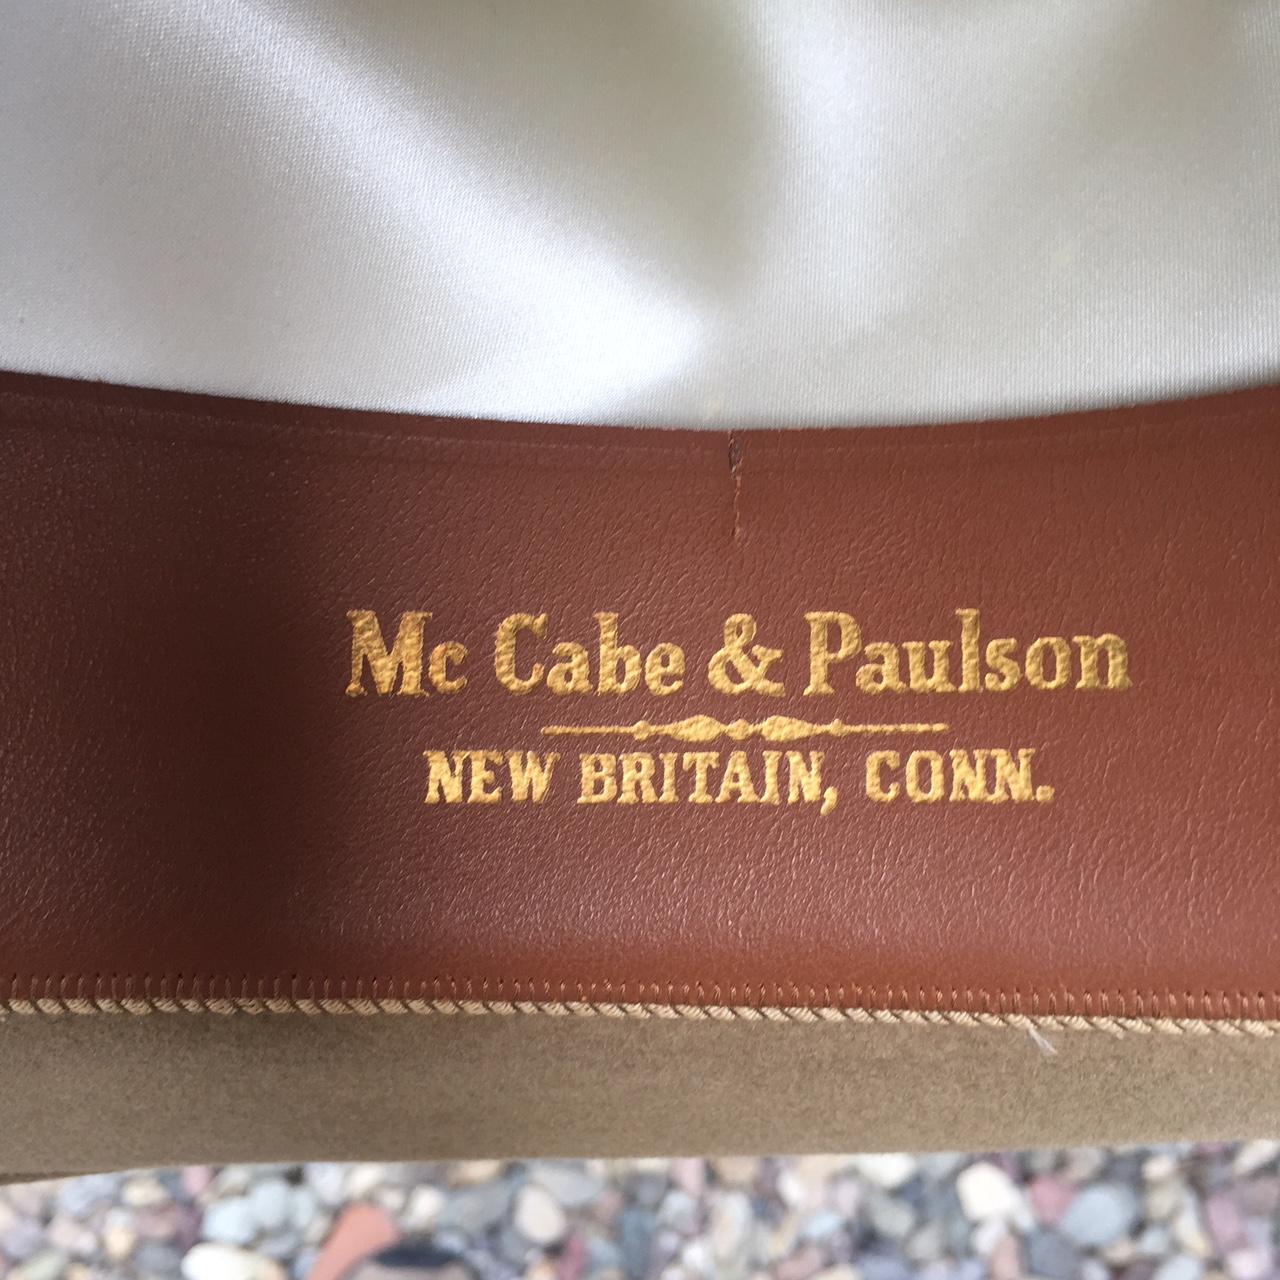 Mc Cabe & Paulson
NEW BRITAIN, CONN.